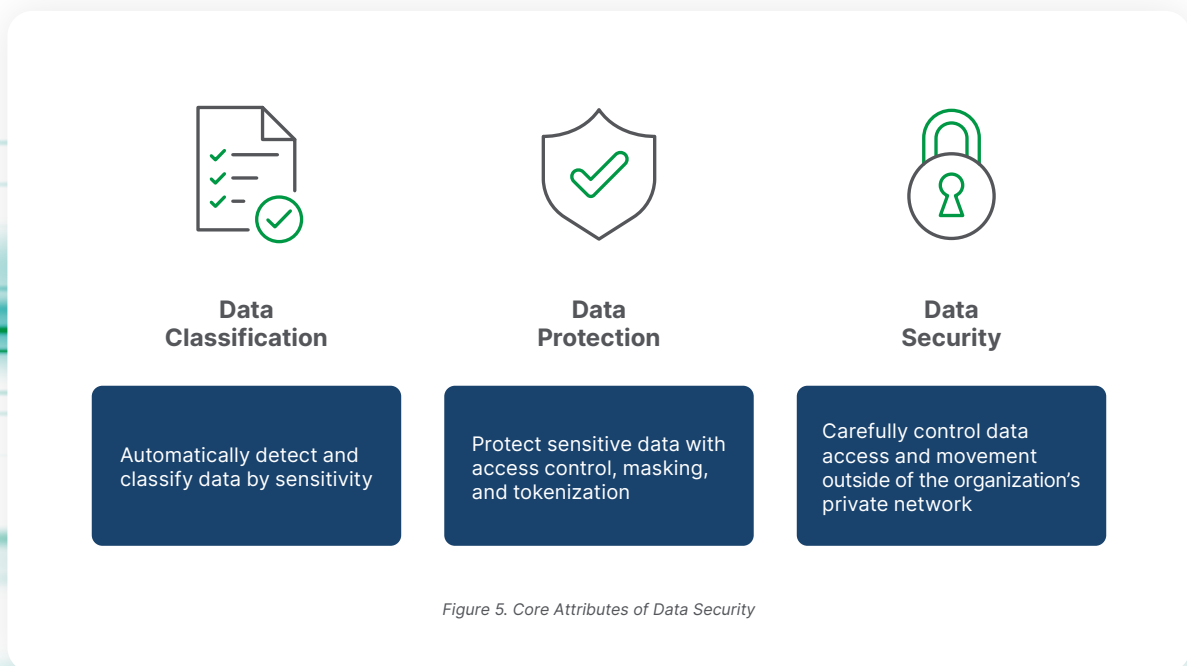 Data
Classification
Data
Protection
Data
Security
Automatically detect and
classify data by sensitivity
Protect sensitive data with
access control, masking,
and tokenization
Carefully control data
access and movement
outside of the organization’s
private network
Figure 5. Core Attributes of Data Security